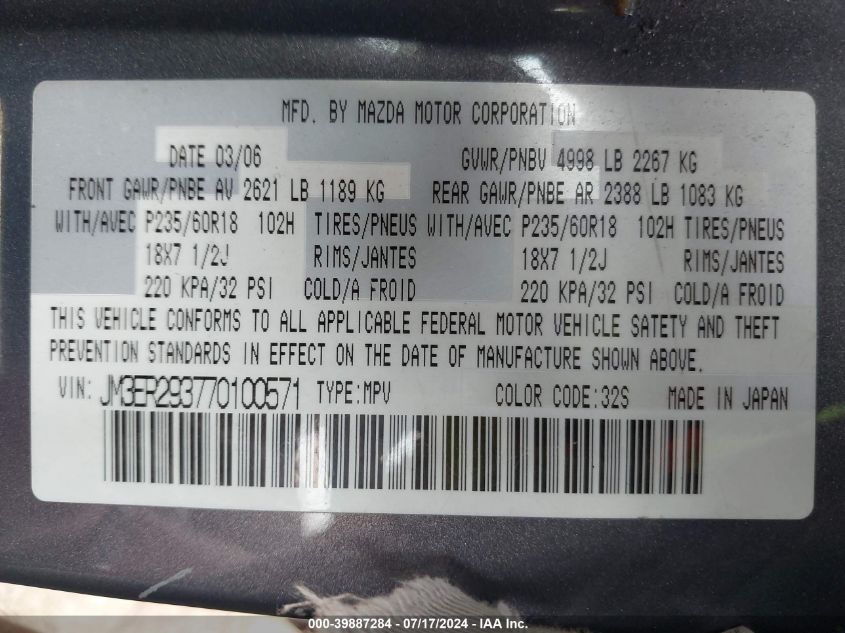 MFD. BY MAZDA MOTOR CORPORATION
DATE 03/06 GVWR/PNBV 4998 LB 2267 KG
FRONT GAWR/PNBE AV 2621 LB 1189 KG REAR GAWR/PNBE AR 2388 LB 1083 KG
WITH/AVEC P235/60R18 102H TIRES/PNEUS WITH/AVEC P235/60R18 102H TIRES/PNEUS
18X7 1/2J RIMS/JANTES 18X7 1/2J RIMS/JANTES
220 KPA/32 PSI COLD/A FROID 220 KPA/32 PSI COLD/A FROID
THIS VEHICLE CONFORMS TO ALL APPLICABLE FEDERAL MOTOR VEHICLE SAFETY AND THEFT
PREVENTION STANDARDS IN EFFECT ON THE DATE OF MANUFACTURE SHOWN ABOVE.
VIN: JM3ER293770100571 TYPE:MPV COLOR CODE:32S MADE IN JAPAN
000-39887284 - 07/17/2024 - IAA Inc.